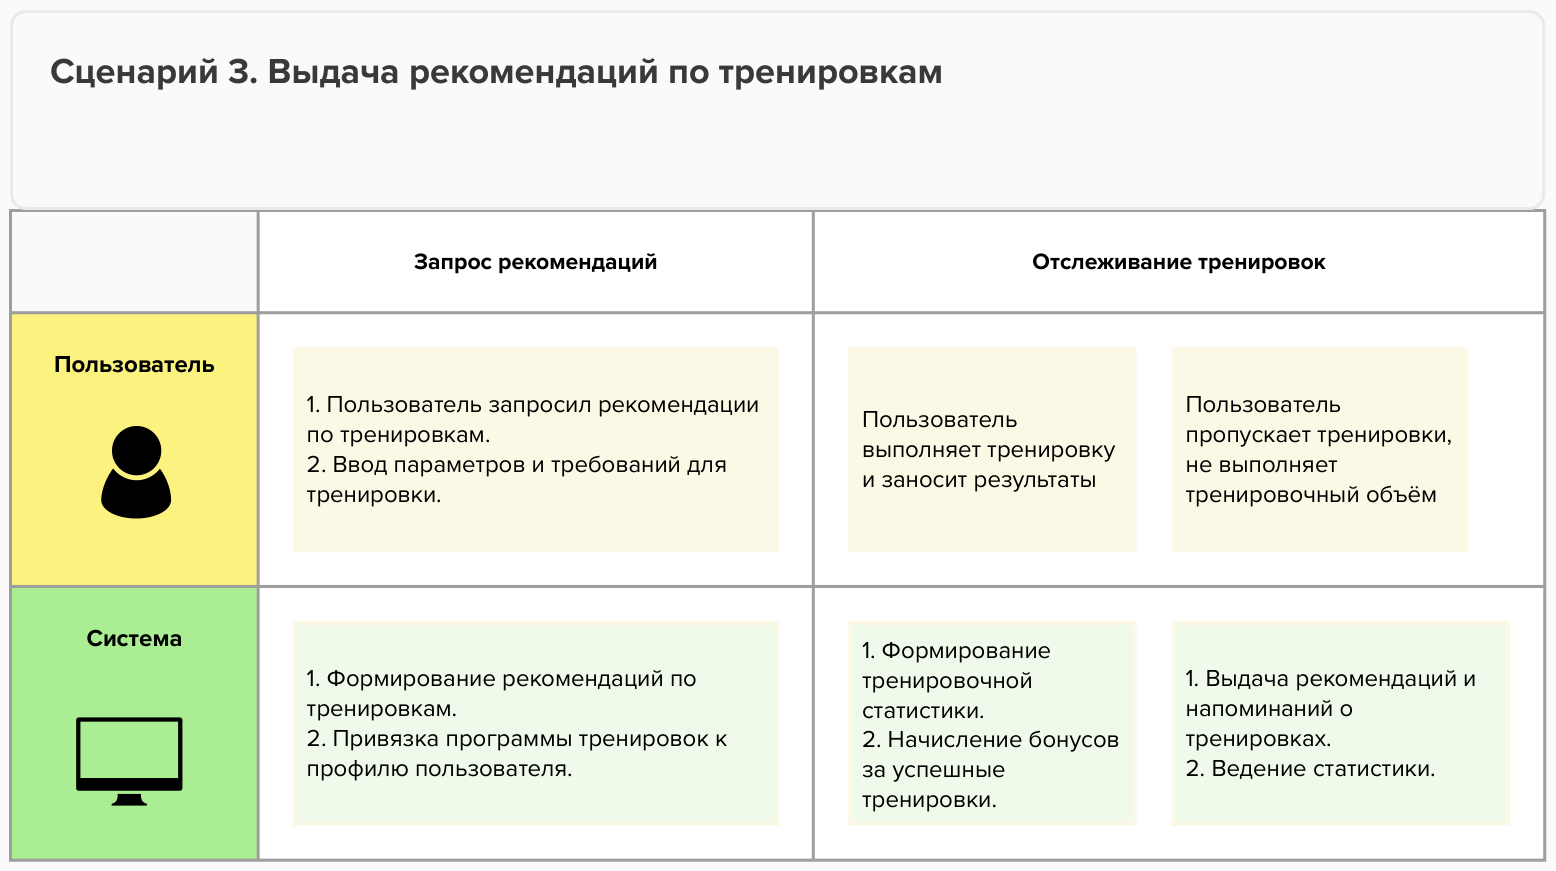 Сценарий 3. Выдача рекомендаций по тренировкам
Запрос рекомендаций
Отслеживание тренировок
Пользователь
1. Пользователь запросил рекомендации
по тренировкам.
2. Ввод параметров и требований для
тренировки.
Пользователь
выполняет тренировку
и заносит результаты
Пользователь
пропускает тренировки,
не выполняет
тренировочный объём
Система
1. Формирование рекомендаций по
тренировкам.
2. Привязка программы тренировок к
профилю пользователя.
1. Формирование
тренировочной
статистики.
2. Начисление бонусов
за успешные
тренировки.
1. Выдача рекомендаций и
напоминаний о
тренировках.
2. Ведение статистики.